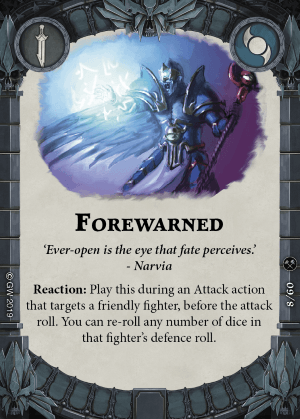 FOREWARNED
‘Ever-open is the eye that fate perceives.’
- Narvia
Reaction: Play this during an Attack action
that targets a friendly fighter, before the attack
roll. You can re-roll any number of dice in
that fighter’s defence roll.
© GW 2019
8/60